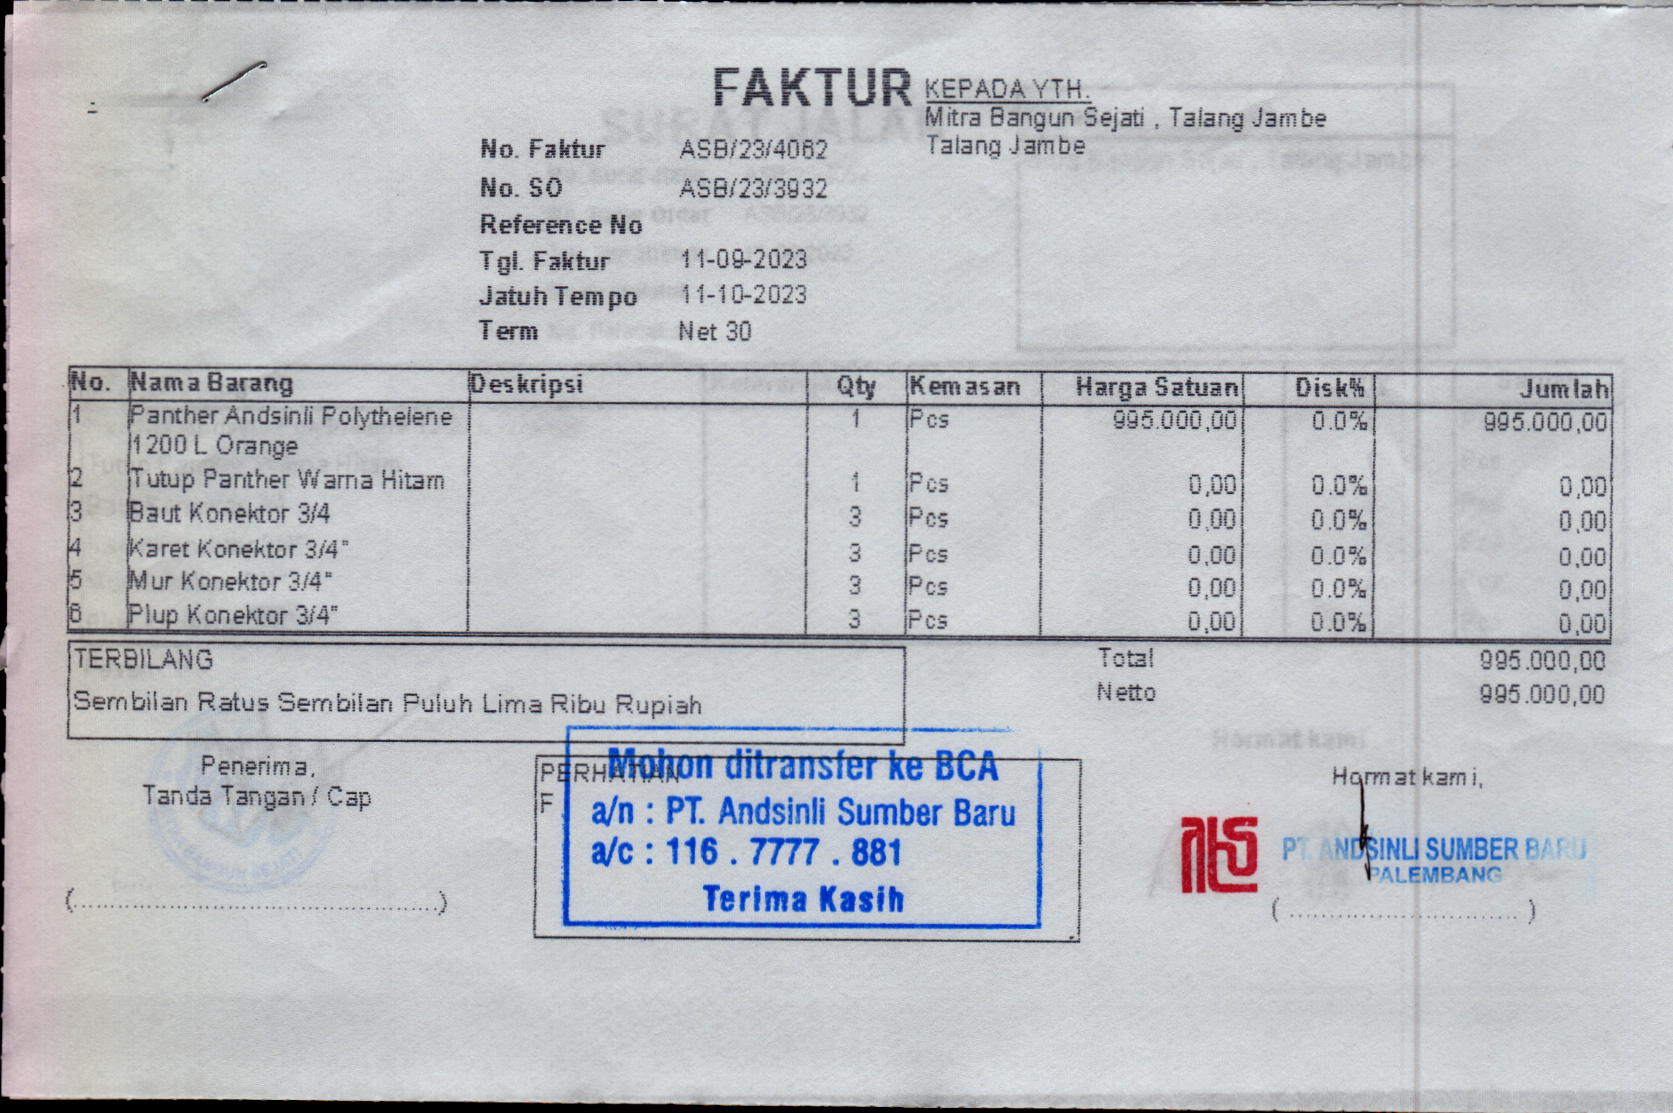 FAKTUR
KEPADA YTH.
Mitra Bangun Sejati , Talang Jambe
Talang Jambe
No. Faktur ASB/23/4062
No. SO ASB/23/3932
Reference No
Tgl. Faktur 11-09-2023
Jatuh Tempo 11-10-2023
Term Net 30
No. Nama Barang Deskripsi Qty Kemasan Harga Satuan Disk% Jumlah
1 Panther Andsinli Polythelene 1 Pcs 995.000,00 0.0% 995.000,00
1200 L Orange
2 Tutup Panther Warna Hitam 1 Pcs 0,00 0.0% 0,00
3 Baut Konektor 3/4 3 Pcs 0,00 0.0% 0,00
4 Karet Konektor 3/4" 3 Pcs 0,00 0.0% 0,00
5 Mur Konektor 3/4" 3 Pcs 0,00 0.0% 0,00
6 Plup Konektor 3/4" 3 Pcs 0,00 0.0% 0,00
TERBILANG
Sembilan Ratus Sembilan Puluh Lima Ribu Rupiah
Total 995.000,00
Netto 995.000,00
Penerima,
Tanda Tangan / Cap
(..........................................)
PERHATIAN
F
Mohon ditransfer ke BCA
a/n : PT. Andsinli Sumber Baru
a/c : 116 . 7777 . 881
Terima Kasih
Hormat kami,
PT. ANDSINLI SUMBER BARU
PALEMBANG
( ............................ )